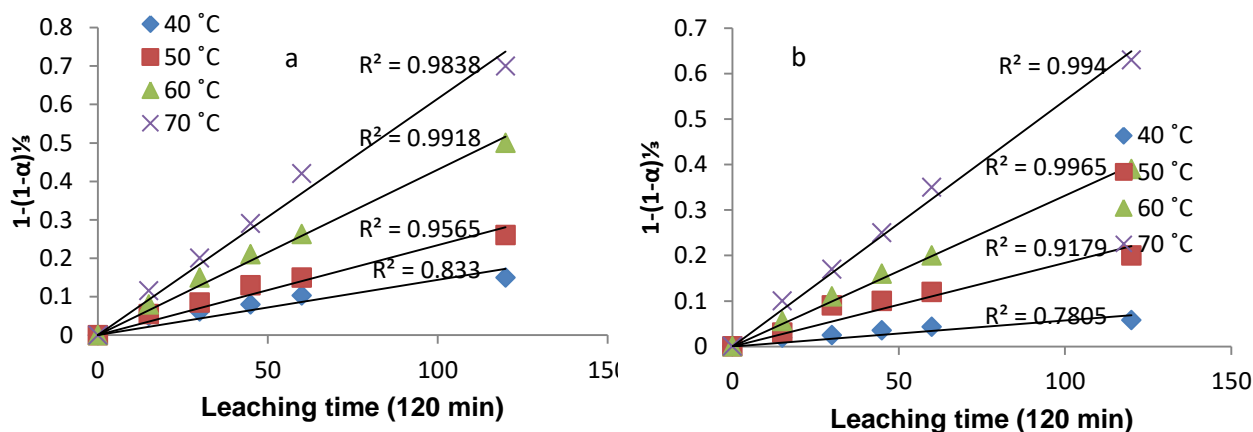 0.8
0.7
0.6
0.5
0.4
0.3
0.2
0.1
0
1-(1-α)⅓
40 ˚C
50 ˚C
60 ˚C
70 ˚C
a
R² = 0.9838
R² = 0.9918
R² = 0.9565
R² = 0.833
0 50 100 150
Leaching time (120 min)
0.7
0.6
0.5
0.4
0.3
0.2
0.1
0
1-(1-α)⅓
b
R² = 0.994
R² = 0.9965
R² = 0.9179
R² = 0.7805
40 ˚C
50 ˚C
60 ˚C
70 ˚C
0 50 100 150
Leaching time (120 min)